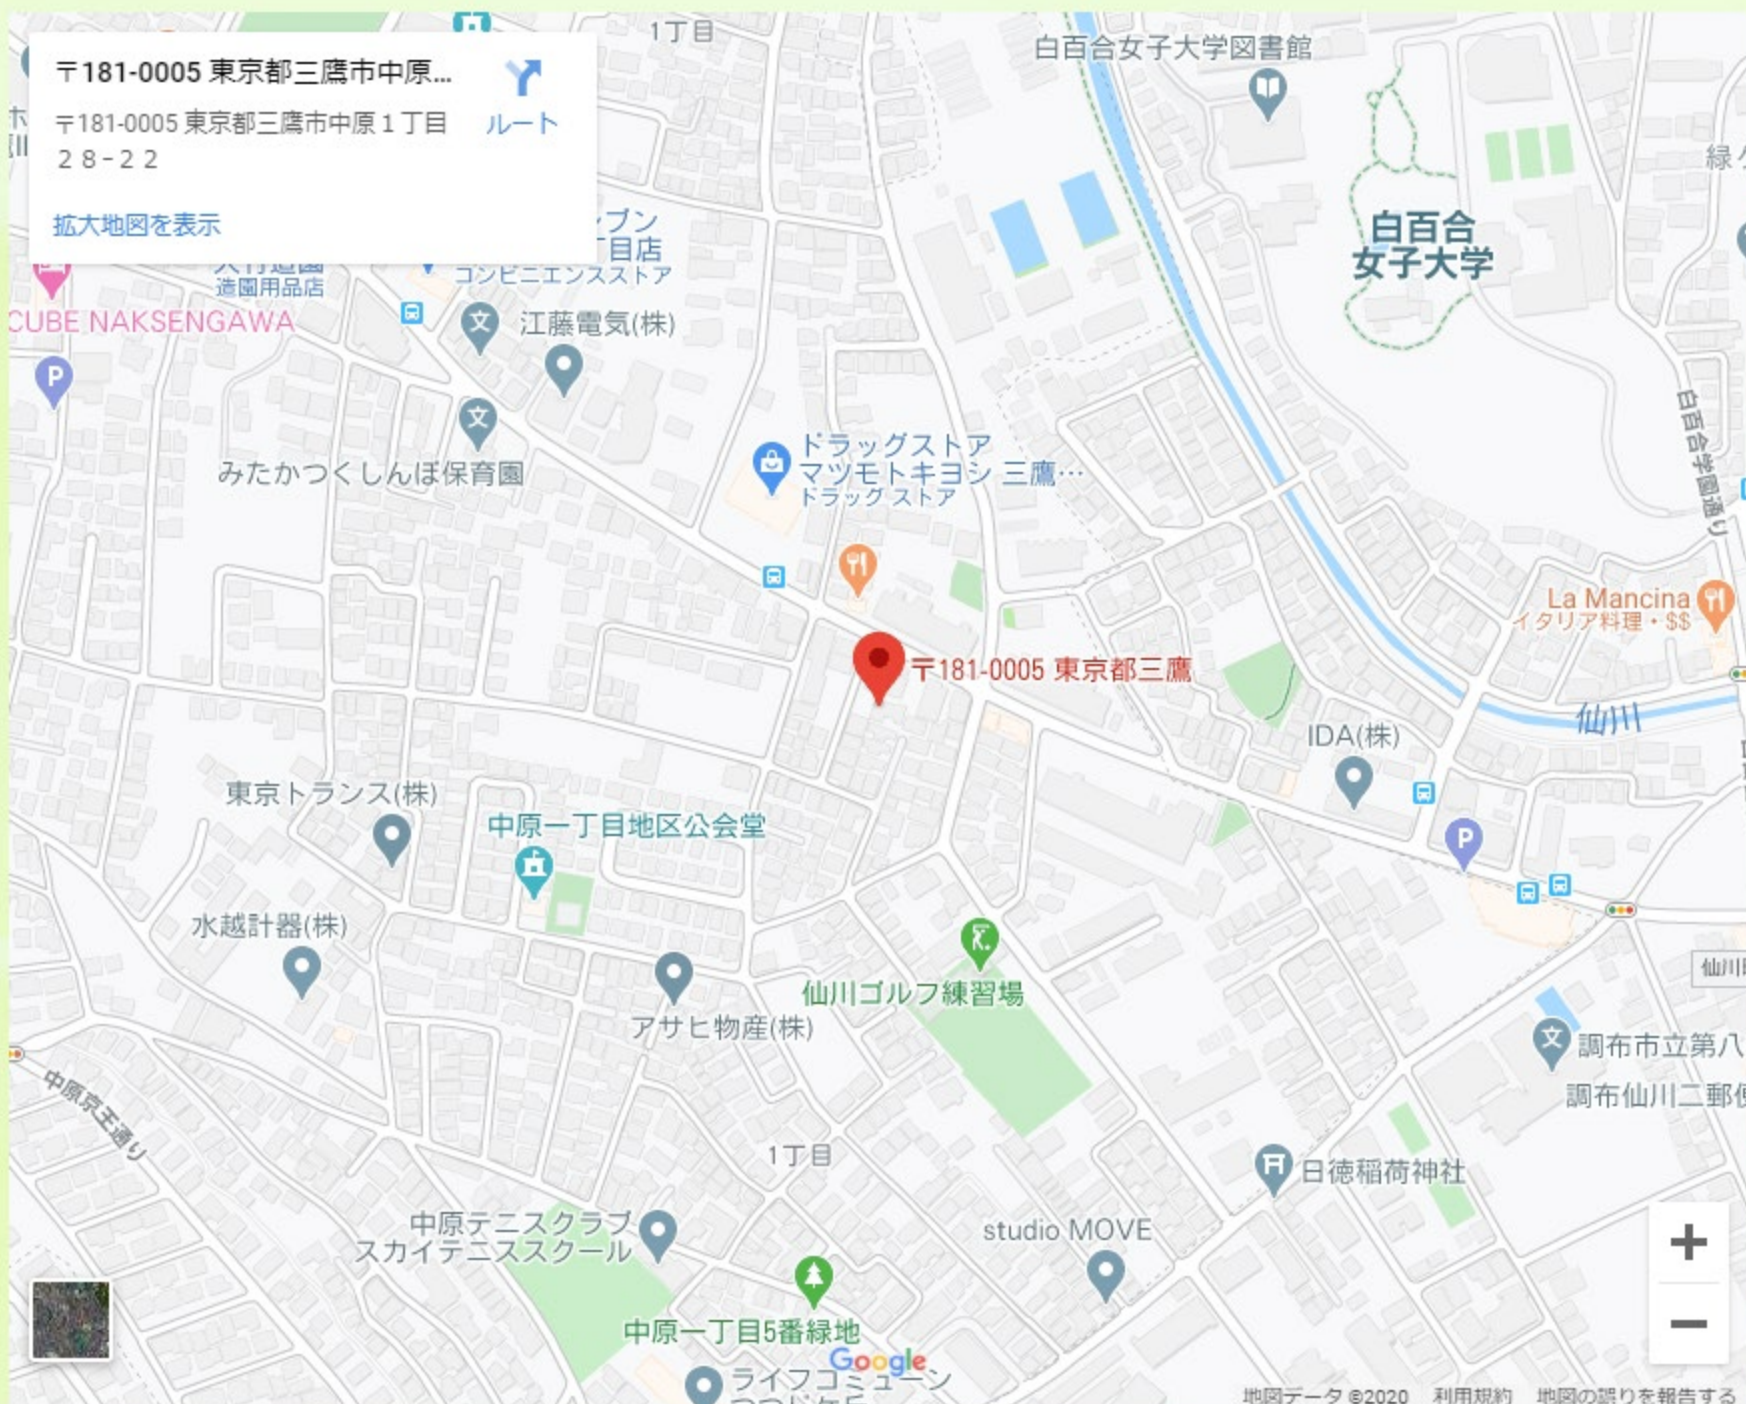 1丁目
白百合女子大学図書館
〒181-0005 東京都三鷹市中原...
〒181-0005 東京都三鷹市中原１丁目
２８−２２
ルート
拡大地図を表示
ブン
目店
コンビニエンスストア
造園用品店
CUBE NAKSENGAWA
P
文
江藤電気(株)
文
みたかつくしんぼ保育園
白百合
女子大学
白百合学園通り
ドラッグストア
マツモトキヨシ 三鷹…
ドラッグ ストア
La Mancina
イタリア料理・$$
〒181-0005 東京都三鷹
仙川
IDA(株)
P
東京トランス(株)
中原一丁目地区公会堂
水越計器(株)
仙川ゴルフ練習場
仙川
アサヒ物産(株)
文
調布市立第八
調布仙川二郵便
中原京王通り
1丁目
日徳稲荷神社
中原テニスクラブ
スカイテニススクール
studio MOVE
中原一丁目5番緑地
Google
ライフコミューン
地図データ ©2020 利用規約 地図の誤りを報告する